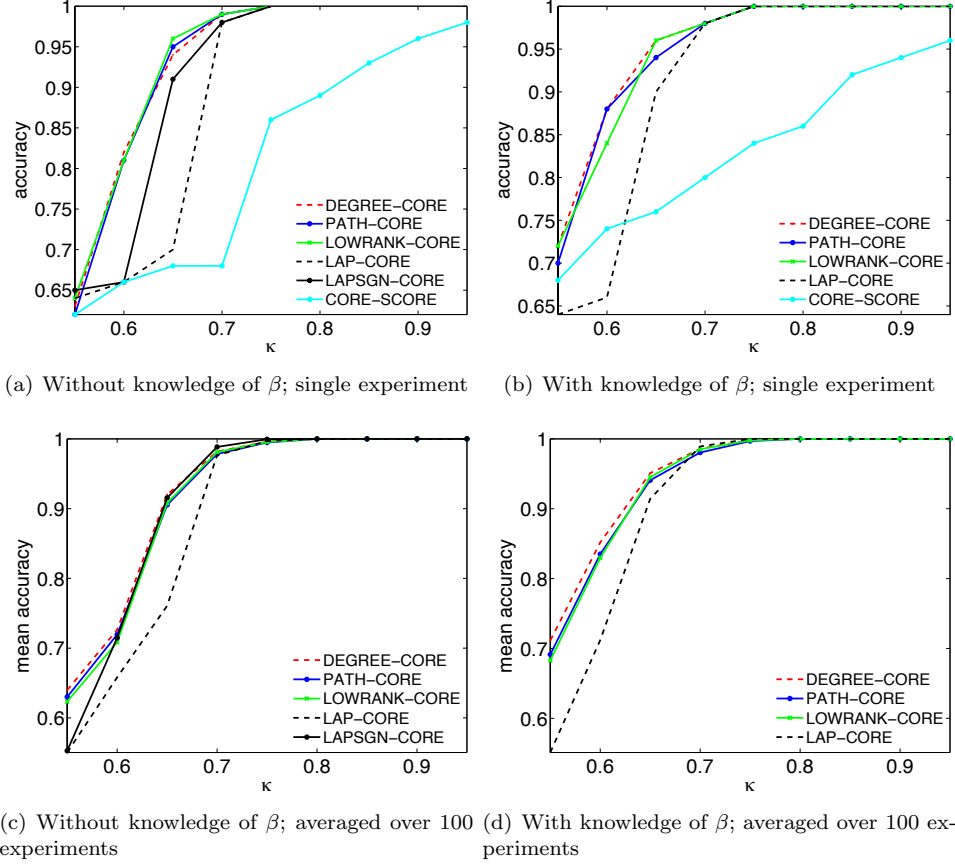 1
0.95
0.9
0.85
0.8
0.75
0.7
0.65
accuracy
0.6 0.7 0.8 0.9
κ
DEGREE−CORE
PATH−CORE
LOWRANK−CORE
LAP−CORE
LAPSGN−CORE
CORE−SCORE
(a) Without knowledge of β; single experiment
1
0.95
0.9
0.85
0.8
0.75
0.7
0.65
accuracy
0.6 0.7 0.8 0.9
κ
DEGREE−CORE
PATH−CORE
LOWRANK−CORE
LAP−CORE
CORE−SCORE
(b) With knowledge of β; single experiment
1
0.9
0.8
0.7
0.6
mean accuracy
0.6 0.7 0.8 0.9
κ
DEGREE−CORE
PATH−CORE
LOWRANK−CORE
LAP−CORE
LAPSGN−CORE
(c) Without knowledge of β; averaged over 100
experiments
1
0.9
0.8
0.7
0.6
mean accuracy
0.6 0.7 0.8 0.9
κ
DEGREE−CORE
PATH−CORE
LOWRANK−CORE
LAP−CORE
(d) With knowledge of β; averaged over 100 ex-
periments